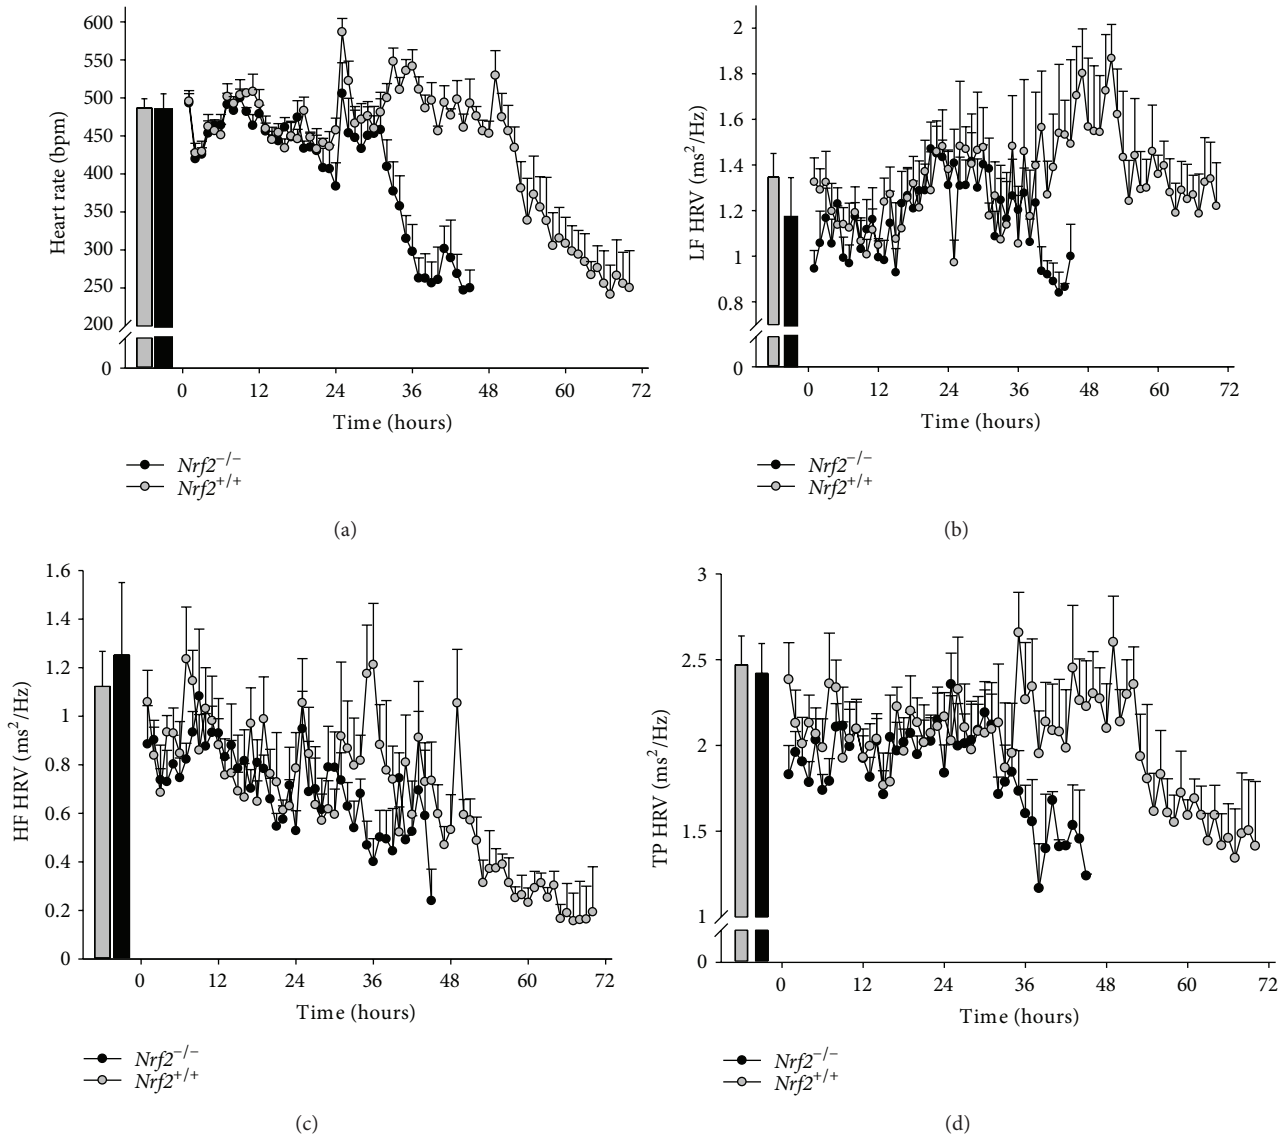 600
550
500
450
400
350
300
250
200
0
Heart rate (bpm)
0 12 24 36 48 60 72
Time (hours)
Nrf2−/−
Nrf2+/+
(a)
2
1.8
1.6
1.4
1.2
1
0.8
0
LF HRV (ms2/Hz)
0 12 24 36 48 60 72
Time (hours)
Nrf2−/−
Nrf2+/+
(b)
1.6
1.4
1.2
1
0.8
0.6
0.4
0.2
0
HF HRV (ms2/Hz)
0 12 24 36 48 60 72
Time (hours)
Nrf2−/−
Nrf2+/+
(c)
3
2.5
2
1.5
1
0
TP HRV (ms2/Hz)
0 12 24 36 48 60 72
Time (hours)
Nrf2−/−
Nrf2+/+
(d)